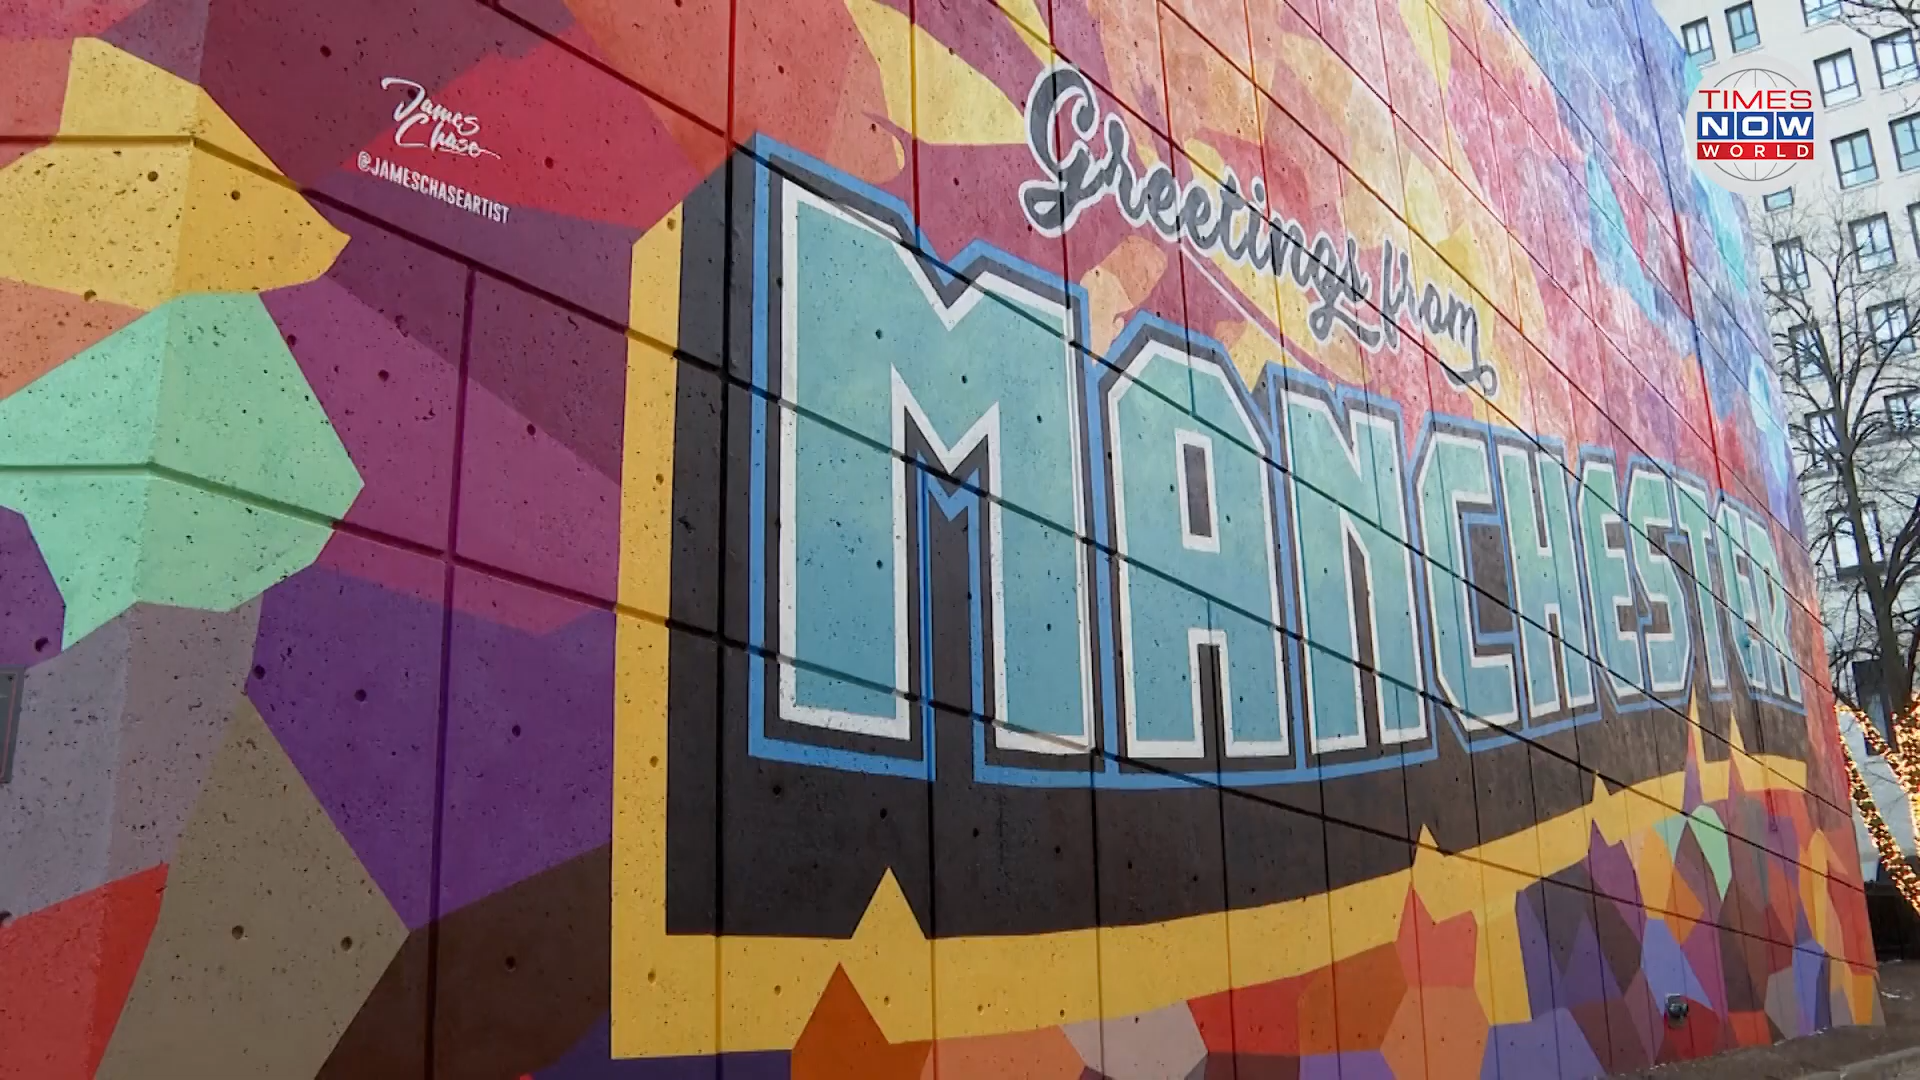 James
Chase
@JAMESCHASEARTIST
Greetings from
MANCHESTER
TIMES
NOW
WORLD